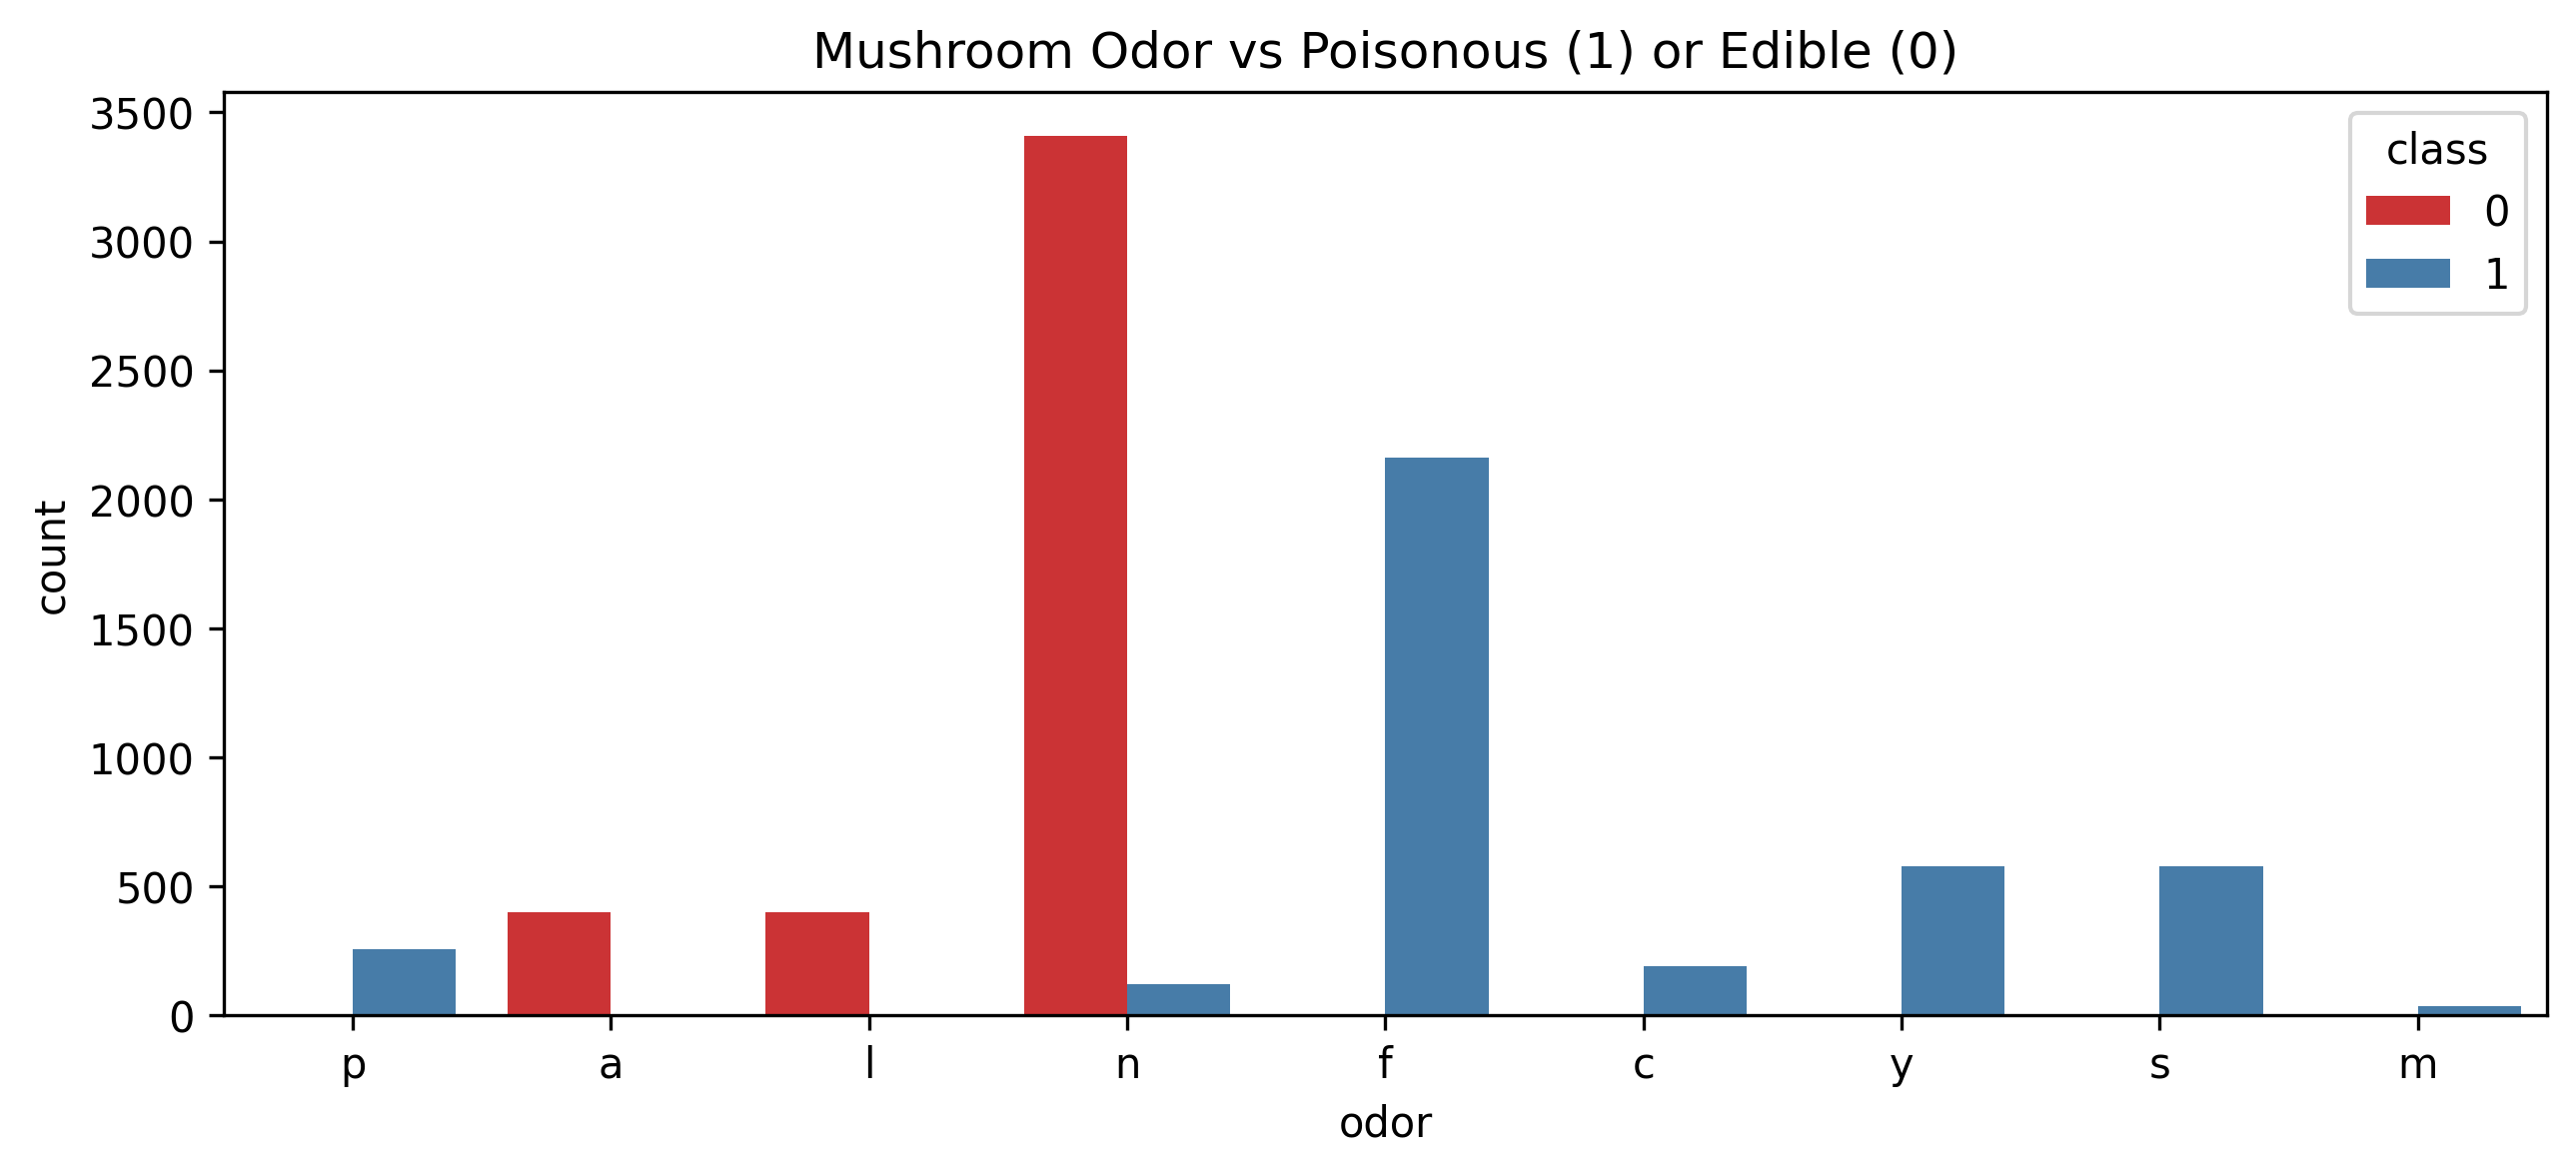 Mushroom Odor vs Poisonous (1) or Edible (0)
3500
3000
2500
2000
1500
1000
500
0
count
class
0
1
p a l n f c y s m
odor